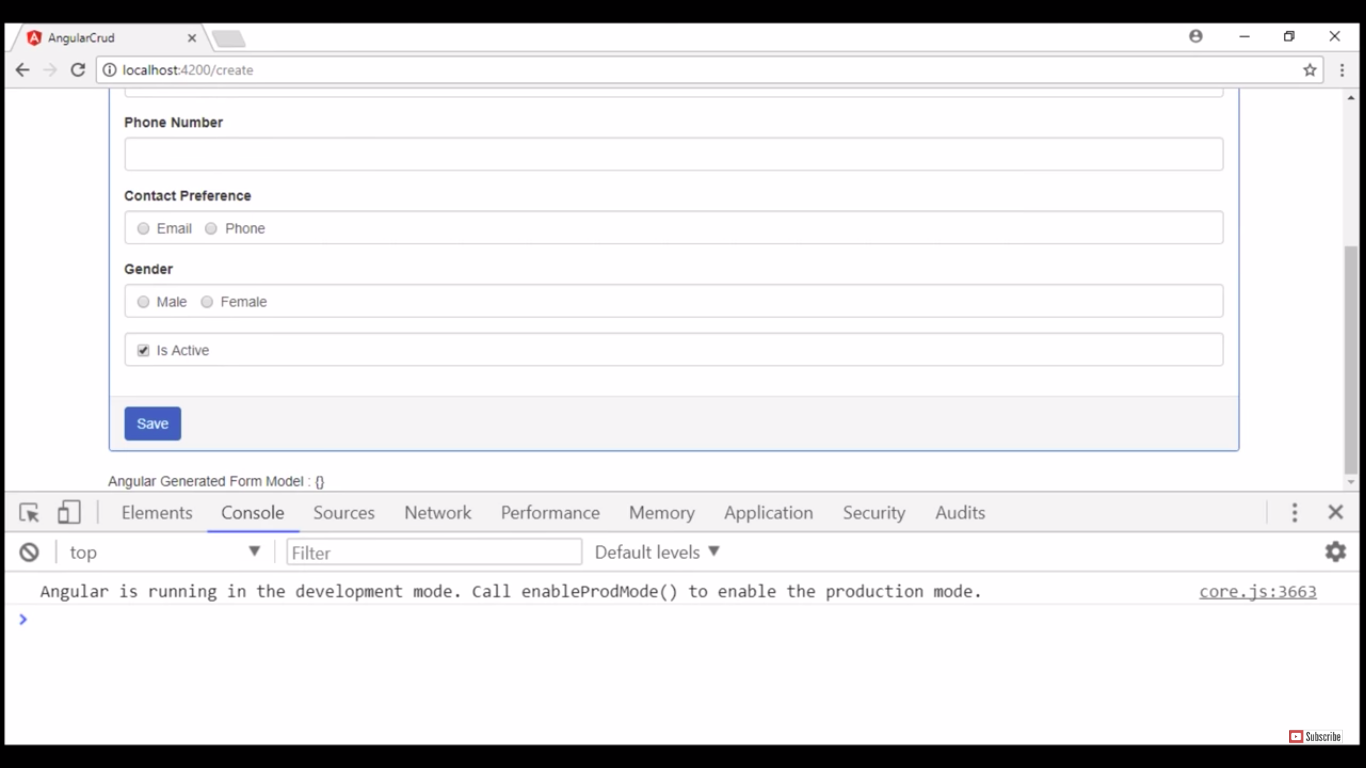 AngularCrud
localhost:4200/create
Phone Number
Contact Preference
Email Phone
Gender
Male Female
Is Active
Save
Angular Generated Form Model : {}
Elements Console Sources Network Performance Memory Application Security Audits
top Filter Default levels
Angular is running in the development mode. Call enableProdMode() to enable the production mode. core.js:3663
Subscribe